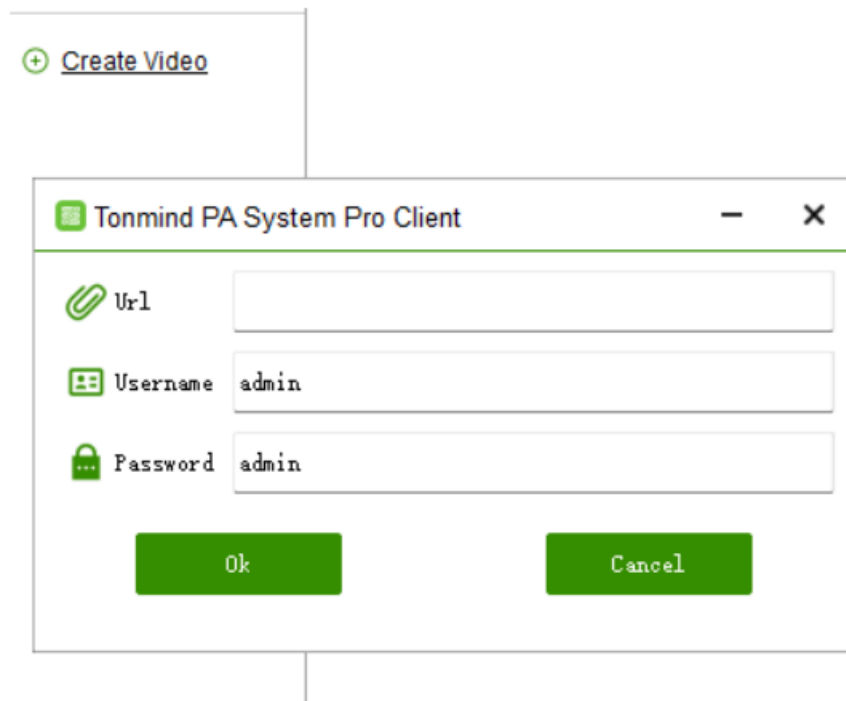 Create Video
Tonmind PA System Pro Client
Url
Username admin
Password admin
Ok Cancel